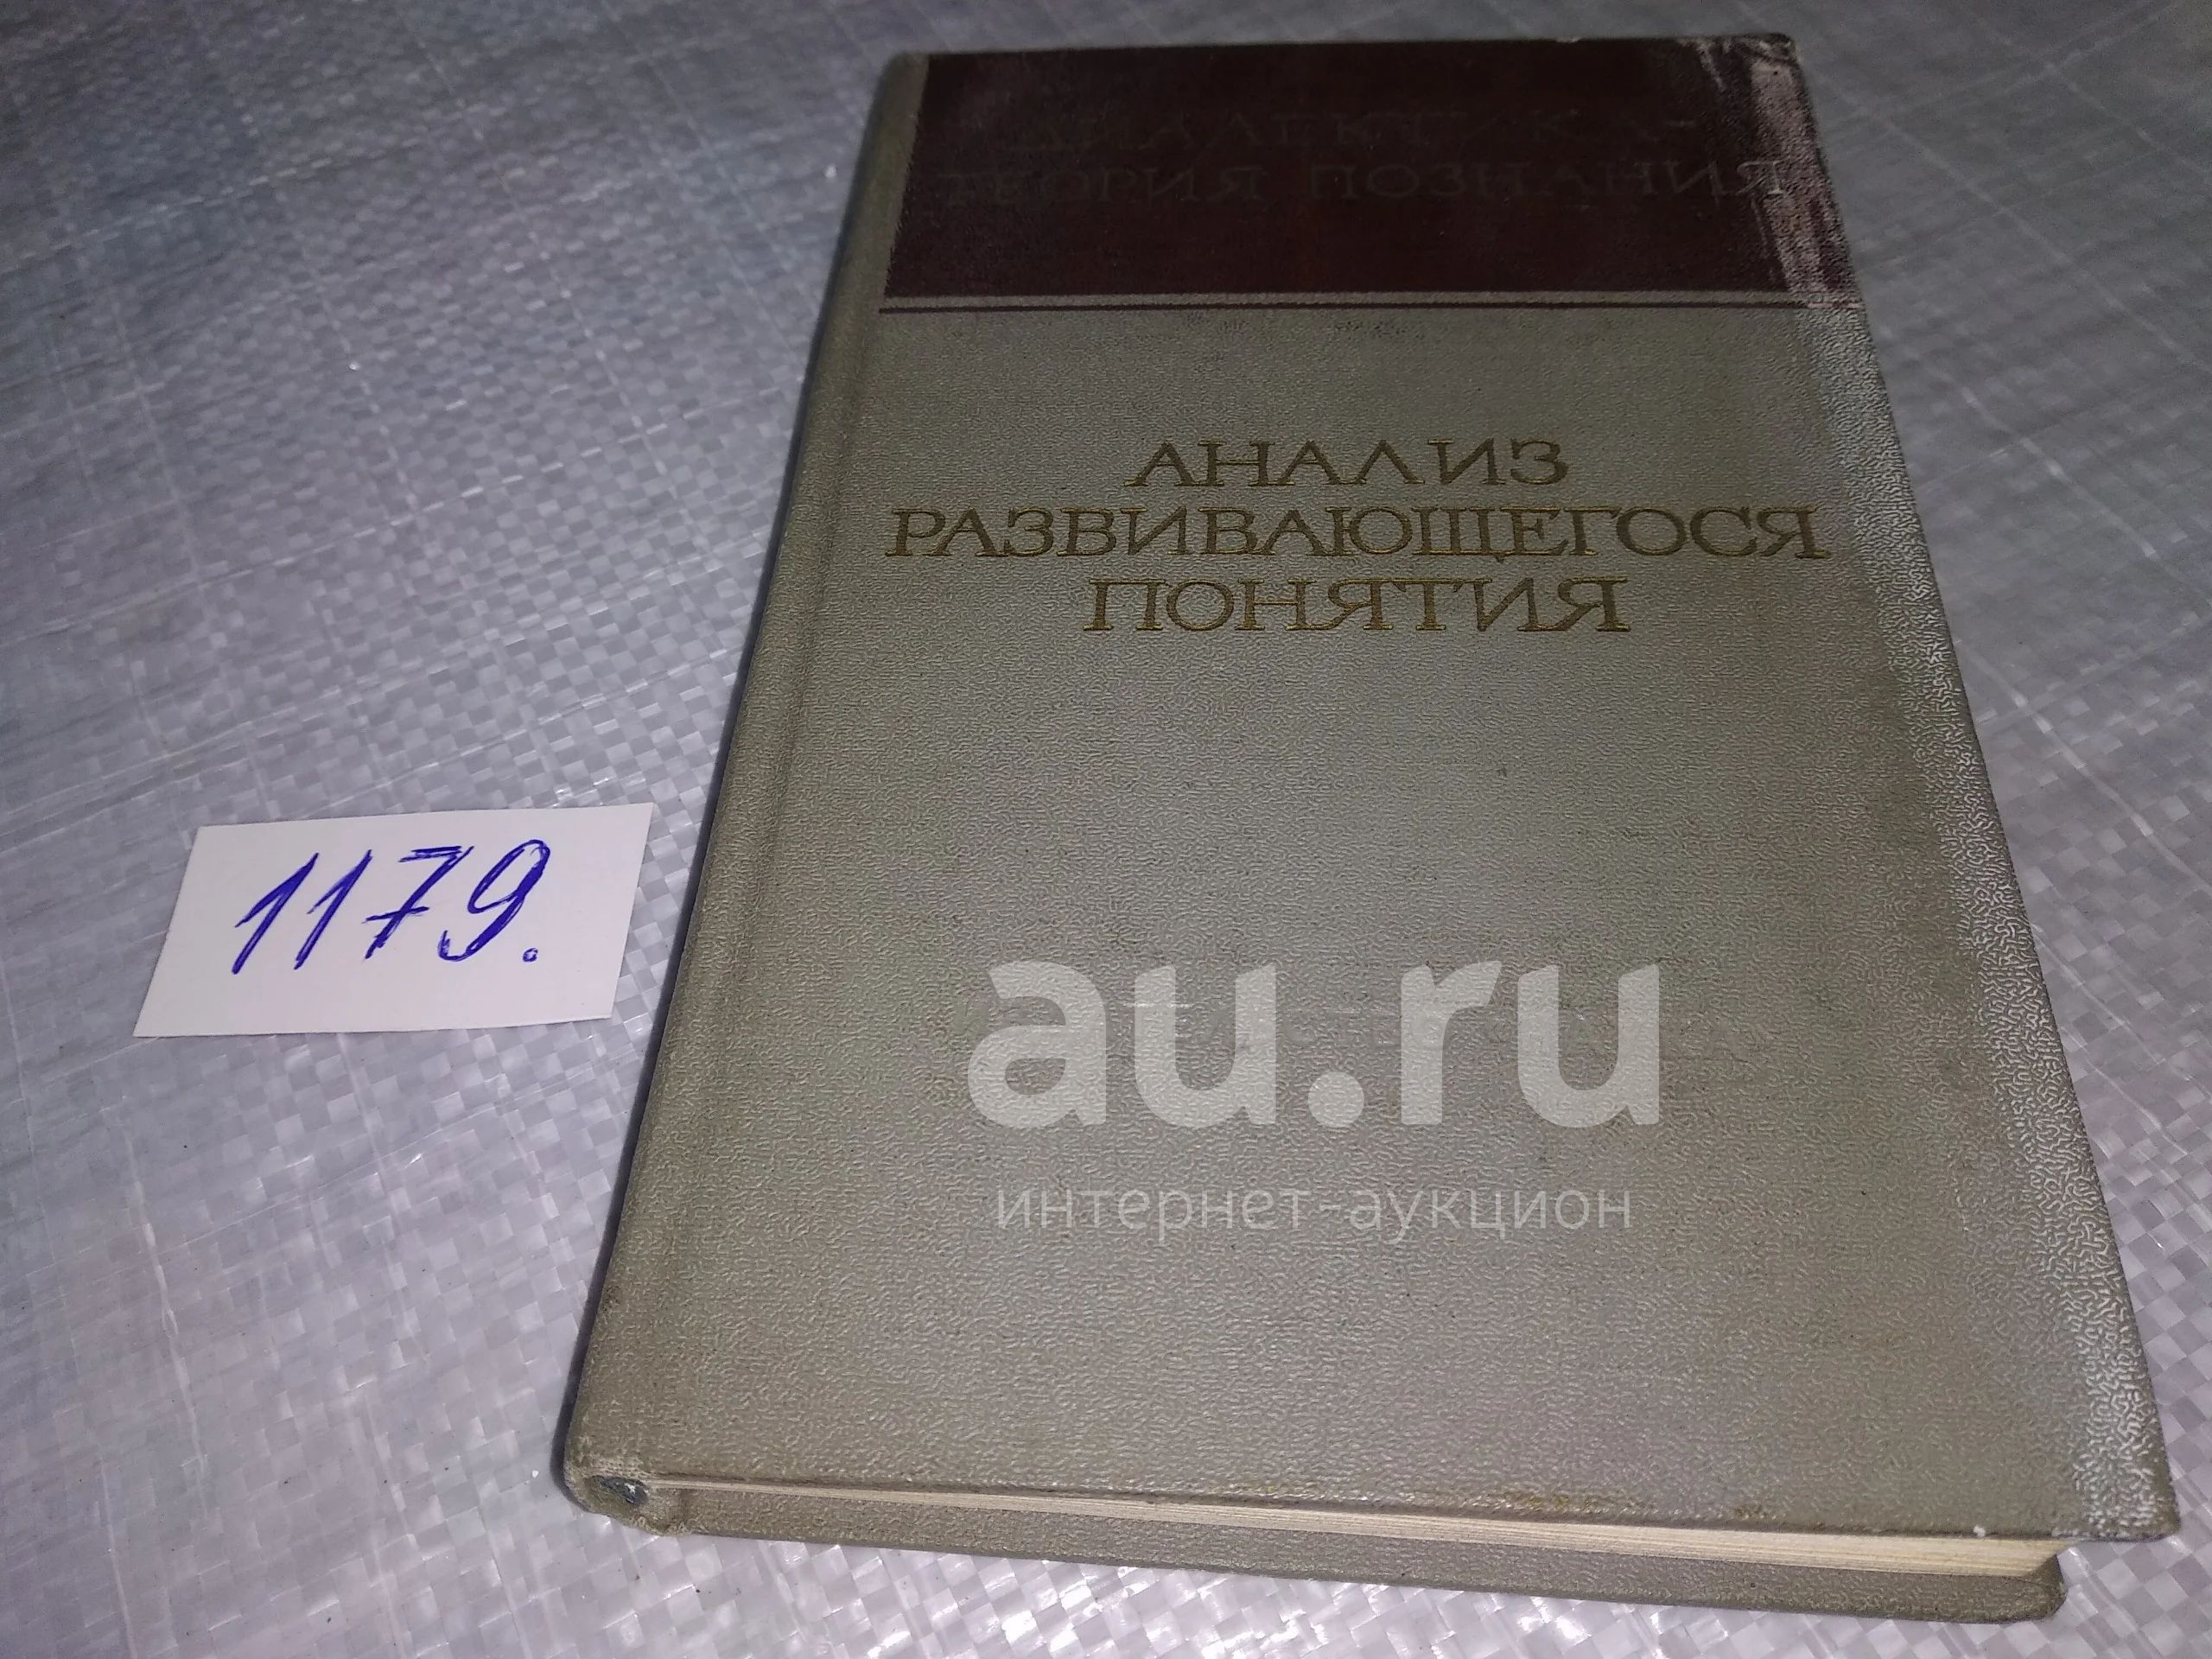 ДИАЛЕКТИКА-
ТЕОРИЯ ПОЗНАНИЯ
АНАЛИЗ
РАЗВИВАЮЩЕГОСЯ
ПОНЯТИЯ
1179.
au.ru
интернет-аукцион